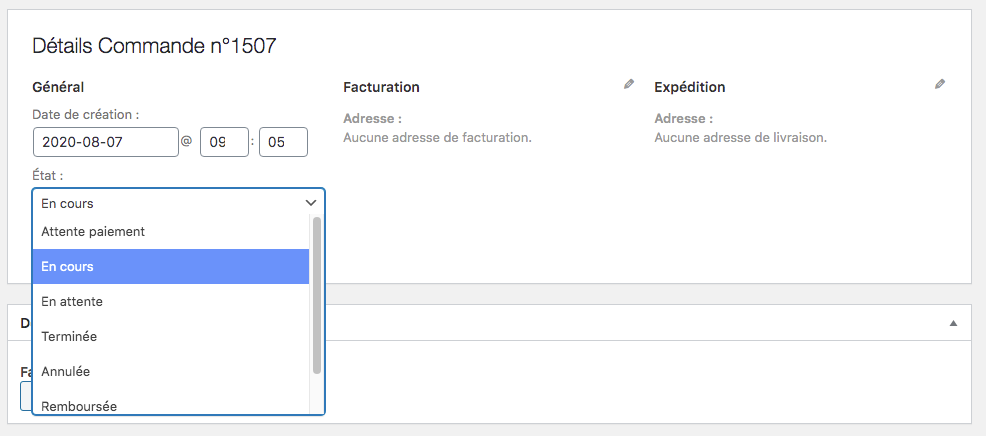 Détails Commande n°1507
Général
Date de création :
2020-08-07 @ 09 : 05
État :
En cours
Attente paiement
En cours
En attente
Terminée
Annulée
Remboursée
Facturation
Adresse :
Aucune adresse de facturation.
Expédition
Adresse :
Aucune adresse de livraison.